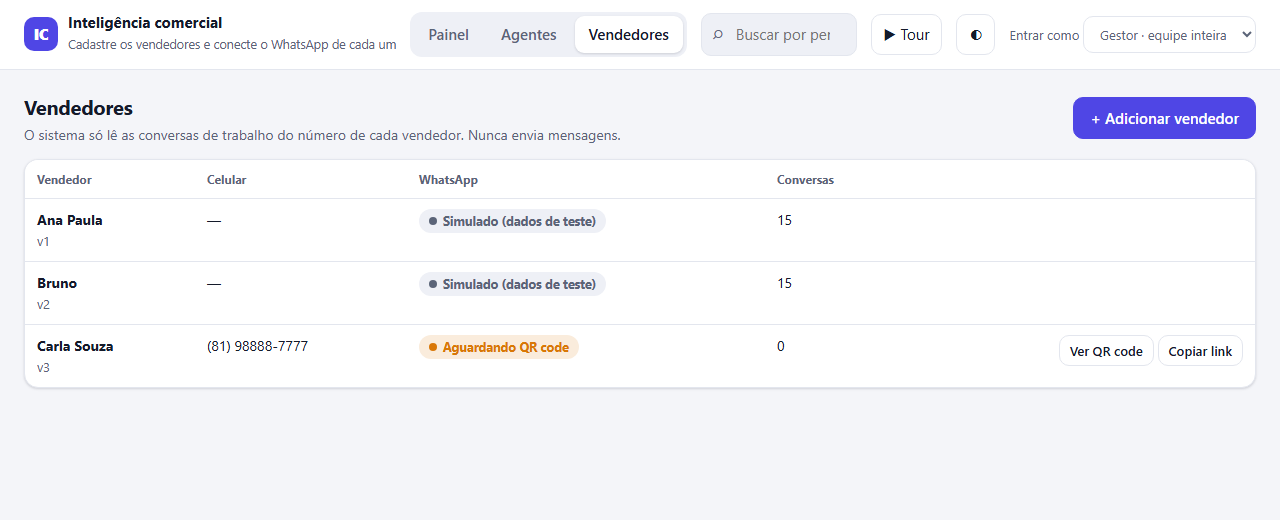 IC
Inteligência comercial
Cadastre os vendedores e conecte o WhatsApp de cada um
Painel
Agentes
Vendedores
Buscar por per
▶ Tour
Entrar como
Gestor · equipe inteira
Vendedores
O sistema só lê as conversas de trabalho do número de cada vendedor. Nunca envia mensagens.
+ Adicionar vendedor
Vendedor Celular WhatsApp Conversas
Ana Paula — Simulado (dados de teste) 15
v1
Bruno — Simulado (dados de teste) 15
v2
Carla Souza (81) 98888-7777 Aguardando QR code 0 Ver QR code Copiar link
v3